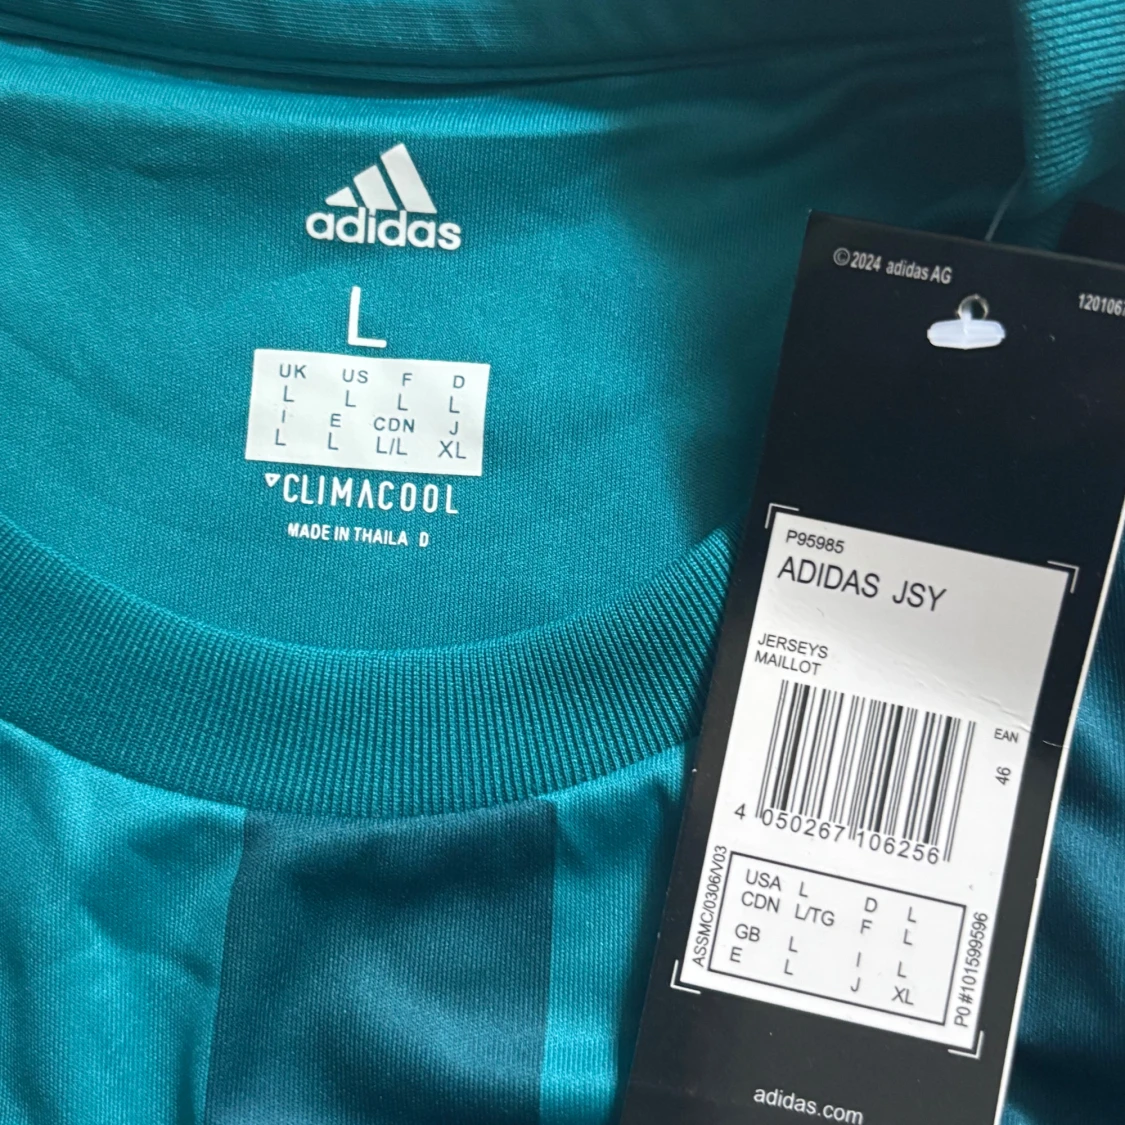 adidas
L
UK US F D
L L L L
I E CDN J
L L L/L XL
CLIMACOOL
MADE IN THAILA D
©2024 adidas AG
P95985
ADIDAS JSY
JERSEYS
MAILLOT
EAN
46
4 050267 106256
ASSMC/0306/V03
USA L D L
CDN L/TG F L
GB L I L
E L J XL
PO#101599596
adidas.com